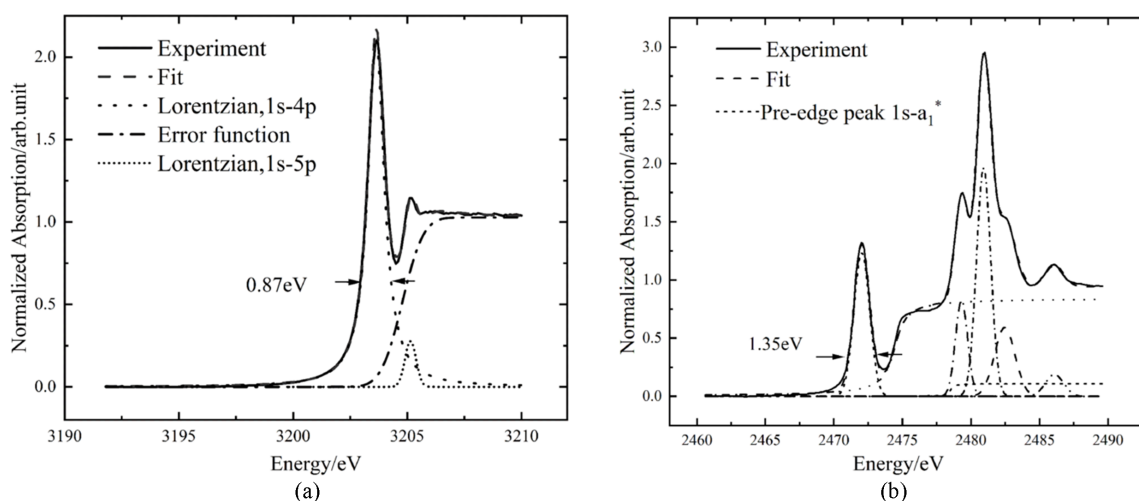 2.0
1.5
1.0
0.5
0.0
Normalized Absorption/arb.unit
Experiment
Fit
Lorentzian,1s-4p
Error function
Lorentzian,1s-5p
0.87eV
3190 3195 3200 3205 3210
Energy/eV
(a)
3.0
2.5
2.0
1.5
1.0
0.5
0.0
Normalized Absorption/arb.unit
Experiment
Fit
Pre-edge peak 1s-a₁*
1.35eV
2460 2465 2470 2475 2480 2485 2490
Energy/eV
(b)